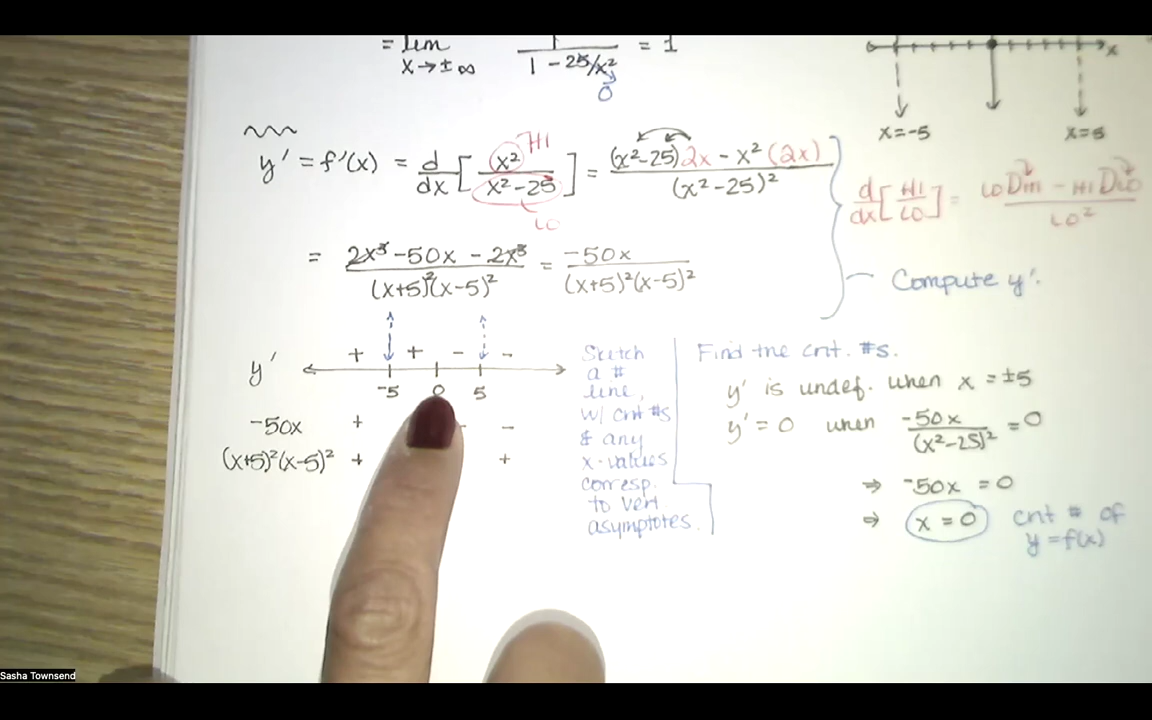 = lim 1 / (1 - 25/x²) = 1
x → ± ∞
0
x
x = -5 x = 5
y' = f'(x) = d/dx [ x² / (x² - 25) ] = ((x² - 25) 2x - x² (2x)) / (x² - 25)²
HI
LO
d/dx [ HI / LO ] = (LO DHI - HI DLO) / LO²
= (2x³ - 50x - 2x³) / ((x+5)²(x-5)²) = -50x / ((x+5)²(x-5)²)
Compute y'.
y' + + - -
-5 0 5
-50x + - -
(x+5)²(x-5)² + +
Sketch
a #
line,
w/ crit #s
& any
x-values
corresp.
to vert
asymptotes.
Find the crit. #s.
y' is undef. when x = ±5
y' = 0 when -50x / (x² - 25)² = 0
⇒ -50x = 0
⇒ x = 0 crit # of
y = f(x)
Sasha Townsend